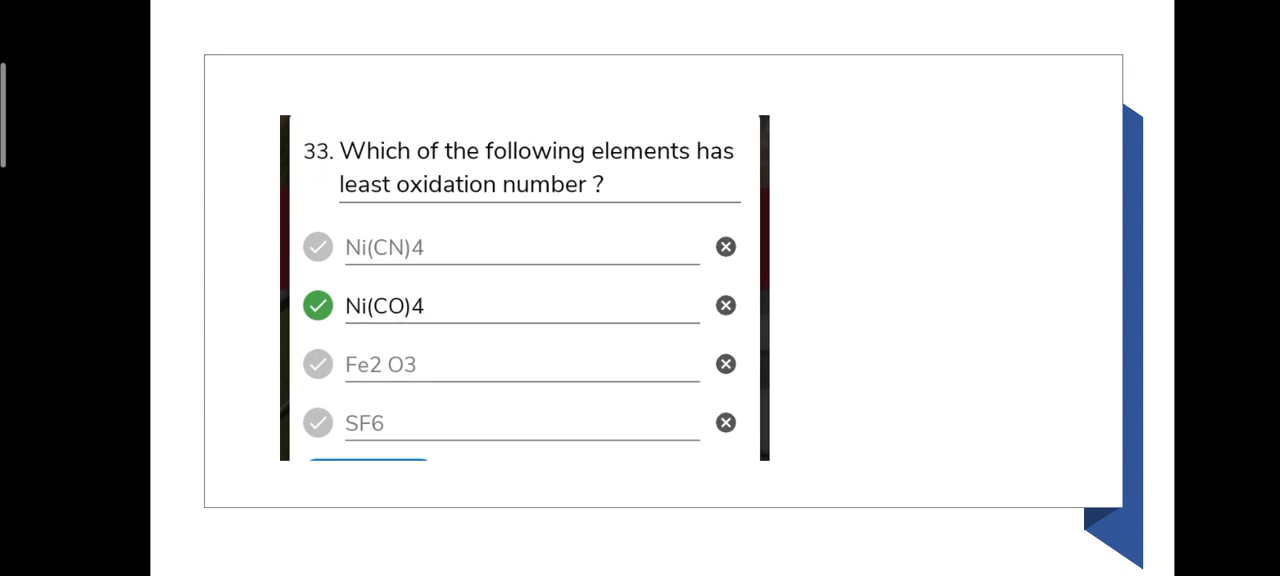 33. Which of the following elements has
least oxidation number ?
Ni(CN)4
Ni(CO)4
Fe2 O3
SF6